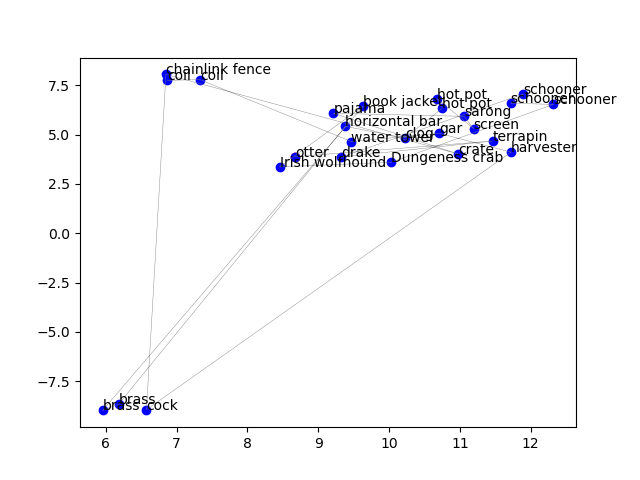 chainlink fence
coil
coil
schooner
schooner
schooner
hot pot
hot pot
book jacket
pajama
sarong
horizontal bar
screen
gar
clog
water tower
terrapin
harvester
crate
otter
drake
Dungeness crab
Irish wolfhound
brass
brass
cock
7.5
5.0
2.5
0.0
−2.5
−5.0
−7.5
6
7
8
9
10
11
12